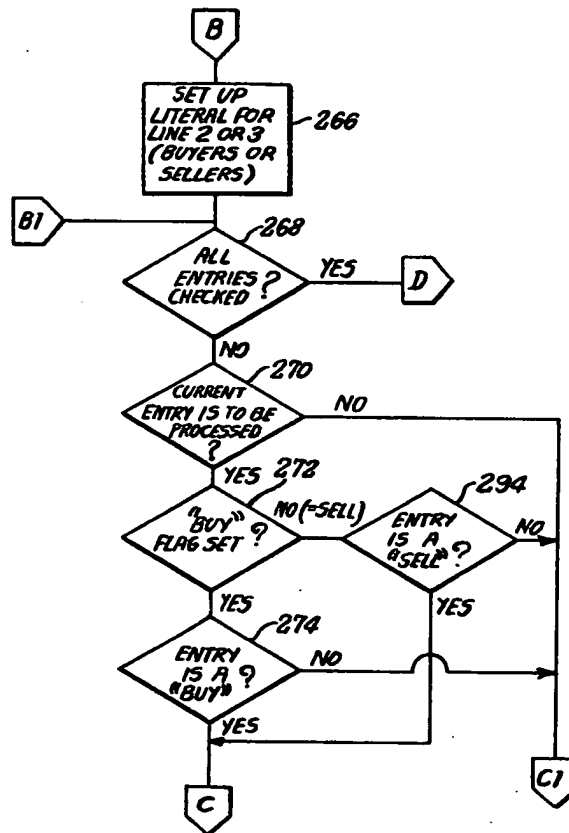 B
SET UP
LITERAL FOR
LINE 2 OR 3
(BUYERS OR
SELLERS)
266
B1
268
ALL
ENTRIES
CHECKED ?
YES
D
NO
270
CURRENT
ENTRY IS TO BE
PROCESSED
?
NO
YES
272
"BUY"
FLAG SET ?
NO (=SELL)
294
ENTRY
IS A
"SELL" ?
NO
YES
YES
274
ENTRY
IS A
"BUY" ?
NO
YES
C
C1